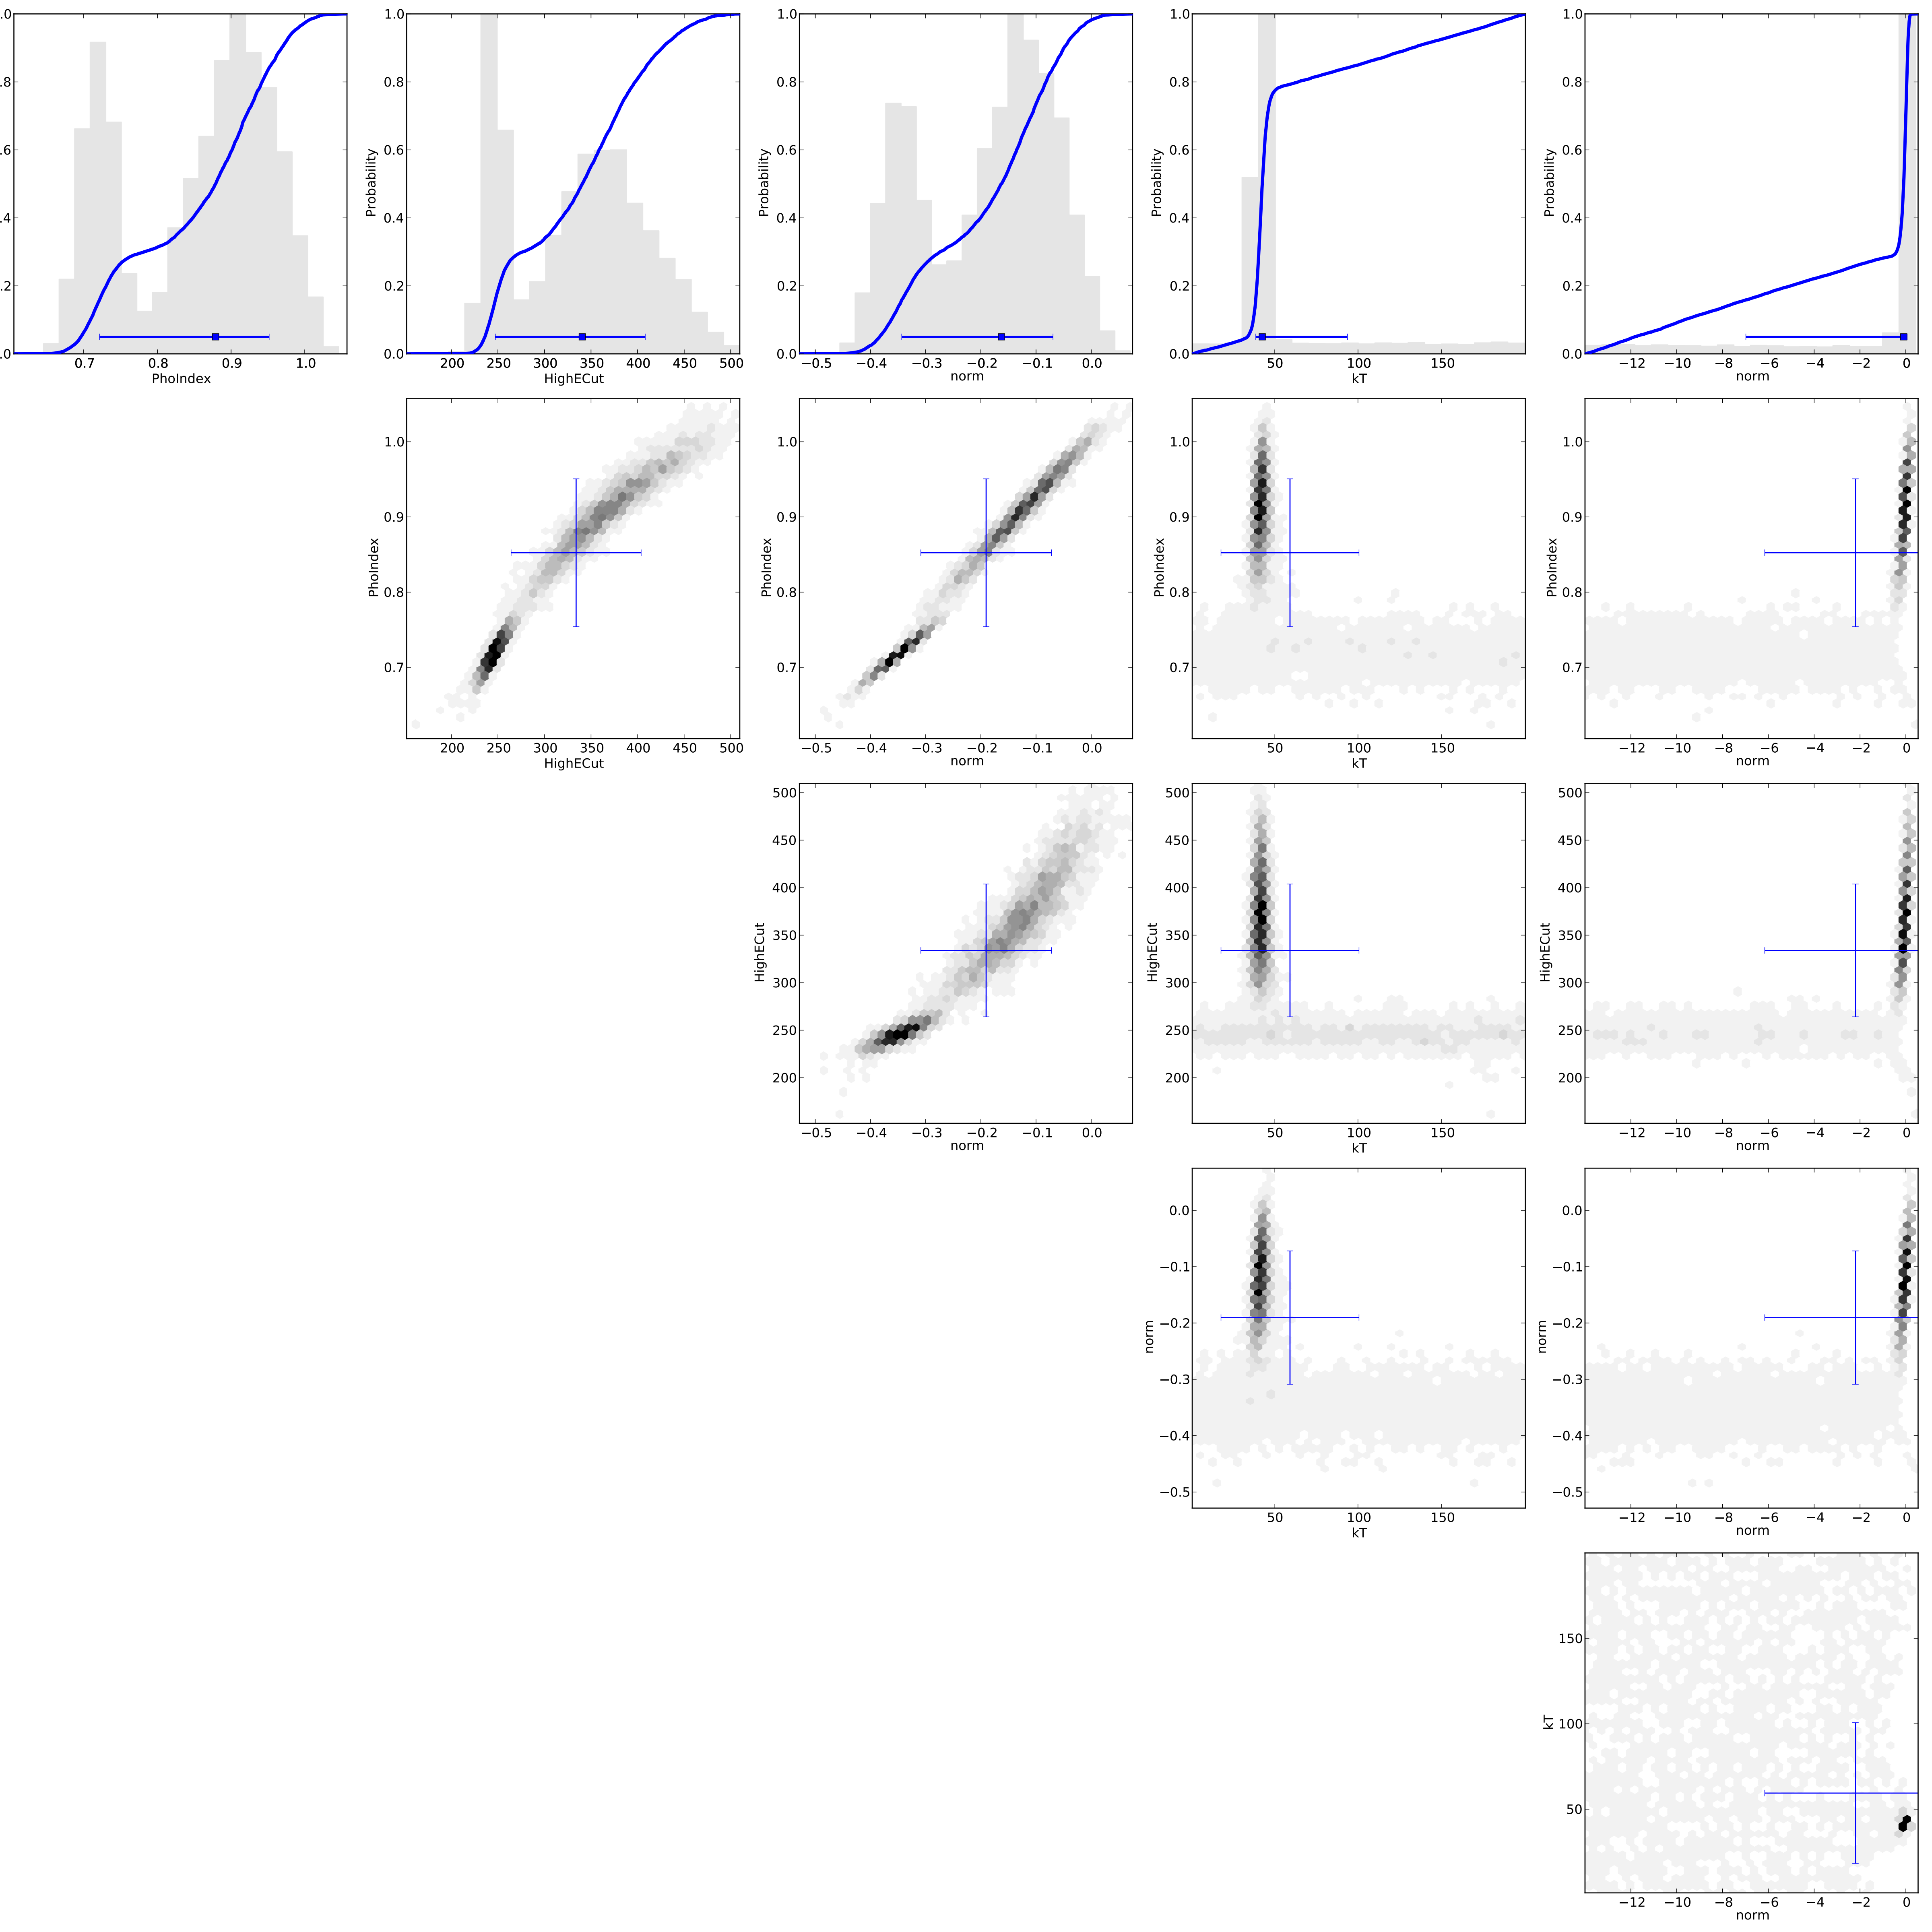 .0 1.0 1.0 1.0 1.0
.8 0.8 0.8 0.8 0.8
.6 0.6 0.6 0.6 0.6
Probability Probability Probability Probability
.4 0.4 0.4 0.4 0.4
.2 0.2 0.2 0.2 0.2
.0 0.0 0.0 0.0 0.0
0.7 0.8 0.9 1.0 200 250 300 350 400 450 500 −0.5 −0.4 −0.3 −0.2 −0.1 0.0 50 100 150 −12 −10 −8 −6 −4 −2 0
PhoIndex HighECut norm kT norm
1.0 1.0 1.0 1.0
0.9 0.9 0.9 0.9
PhoIndex PhoIndex PhoIndex PhoIndex
0.8 0.8 0.8 0.8
0.7 0.7 0.7 0.7
200 250 300 350 400 450 500 −0.5 −0.4 −0.3 −0.2 −0.1 0.0 50 100 150 −12 −10 −8 −6 −4 −2 0
HighECut norm kT norm
500 500 500
450 450 450
400 400 400
350 350 350
HighECut HighECut HighECut
300 300 300
250 250 250
200 200 200
−0.5 −0.4 −0.3 −0.2 −0.1 0.0 50 100 150 −12 −10 −8 −6 −4 −2 0
norm kT norm
0.0 0.0
−0.1 −0.1
−0.2 −0.2
norm norm
−0.3 −0.3
−0.4 −0.4
−0.5 −0.5
50 100 150 −12 −10 −8 −6 −4 −2 0
kT norm
150
kT 100
50
−12 −10 −8 −6 −4 −2 0
norm